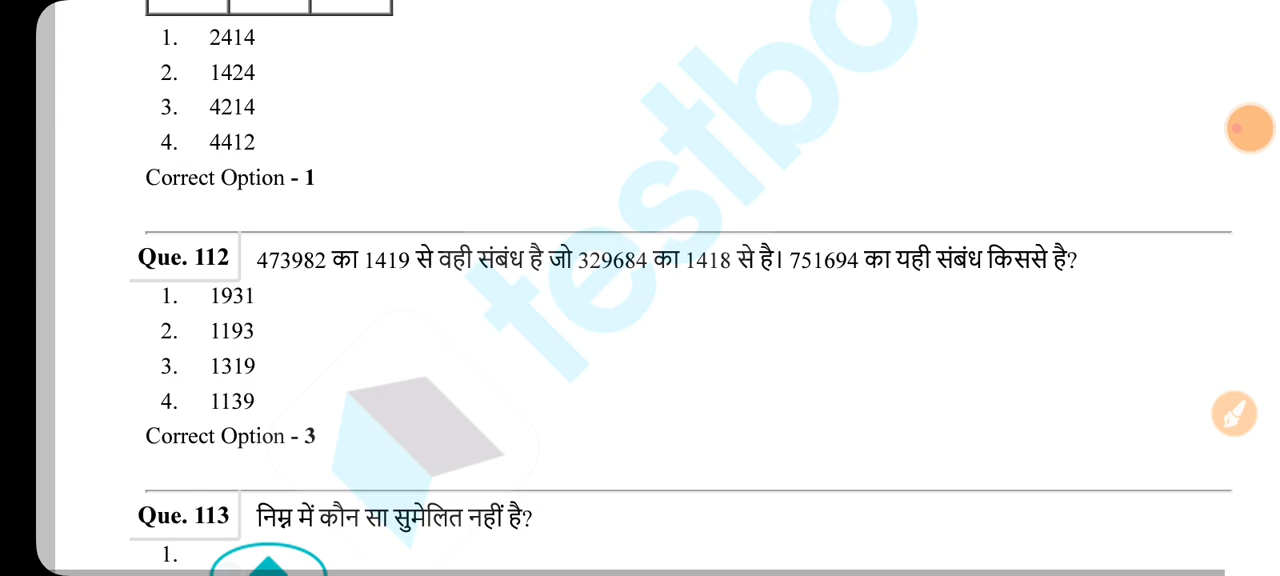 1. 2414
2. 1424
3. 4214
4. 4412
Correct Option - 1
Que. 112 473982 का 1419 से वही संबंध है जो 329684 का 1418 से है। 751694 का यही संबंध किससे है?
1. 1931
2. 1193
3. 1319
4. 1139
Correct Option - 3
Que. 113 निम्न में कौन सा सुमेलित नहीं है?
1.
testbo